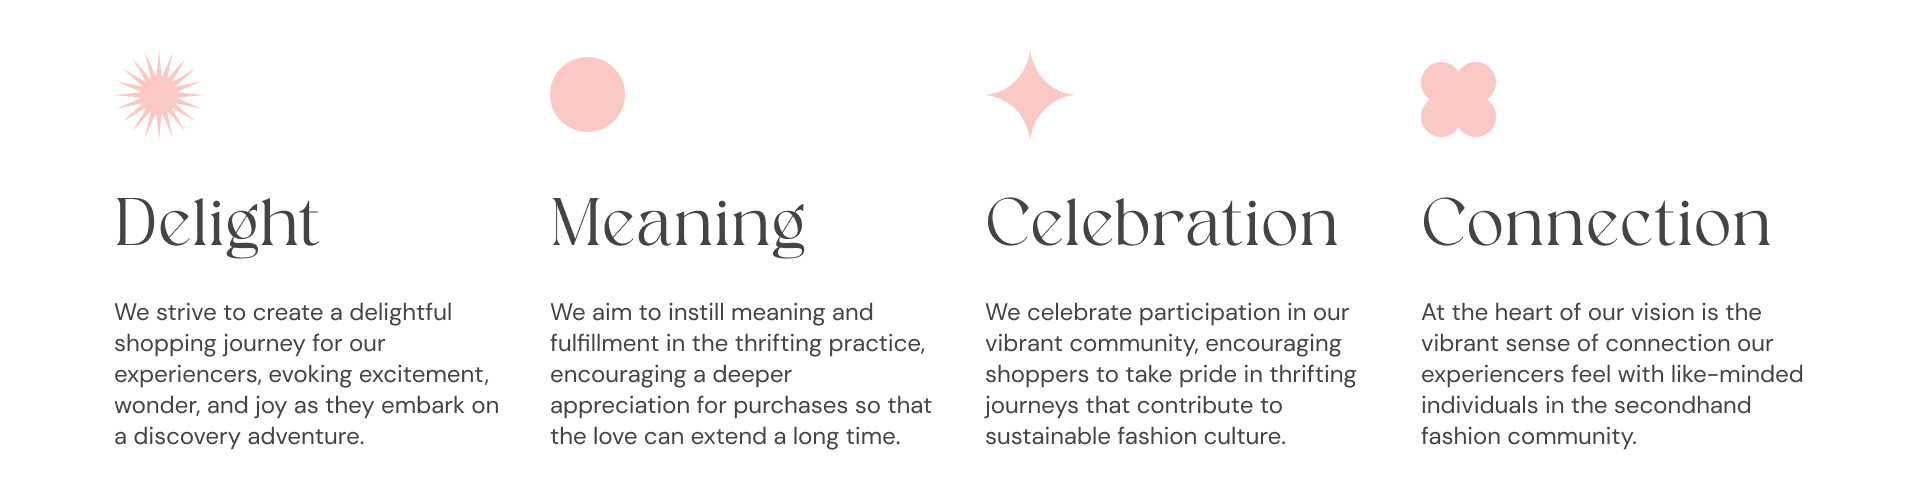 Delight
We strive to create a delightful
shopping journey for our
experiencers, evoking excitement,
wonder, and joy as they embark on
a discovery adventure.
Meaning
We aim to instill meaning and
fulfillment in the thrifting practice,
encouraging a deeper
appreciation for purchases so that
the love can extend a long time.
Celebration
We celebrate participation in our
vibrant community, encouraging
shoppers to take pride in thrifting
journeys that contribute to
sustainable fashion culture.
Connection
At the heart of our vision is the
vibrant sense of connection our
experiencers feel with like-minded
individuals in the secondhand
fashion community.